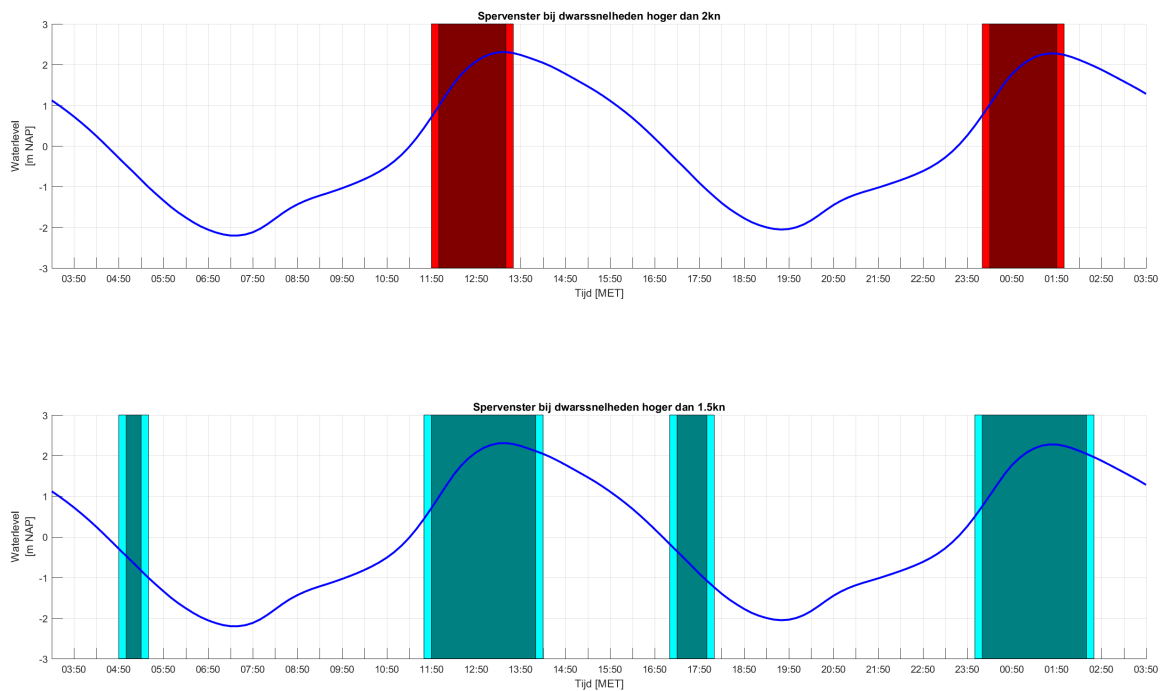 Spervenster bij dwarssnelheden hoger dan 2kn
3
2
1
0
-1
-2
-3
Waterlevel
[m NAP]
03:50 04:50 05:50 06:50 07:50 08:50 09:50 10:50 11:50 12:50 13:50 14:50 15:50 16:50 17:50 18:50 19:50 20:50 21:50 22:50 23:50 00:50 01:50 02:50 03:50
Tijd [MET]
Spervenster bij dwarssnelheden hoger dan 1.5kn
3
2
1
0
-1
-2
-3
Waterlevel
[m NAP]
03:50 04:50 05:50 06:50 07:50 08:50 09:50 10:50 11:50 12:50 13:50 14:50 15:50 16:50 17:50 18:50 19:50 20:50 21:50 22:50 23:50 00:50 01:50 02:50 03:50
Tijd [MET]